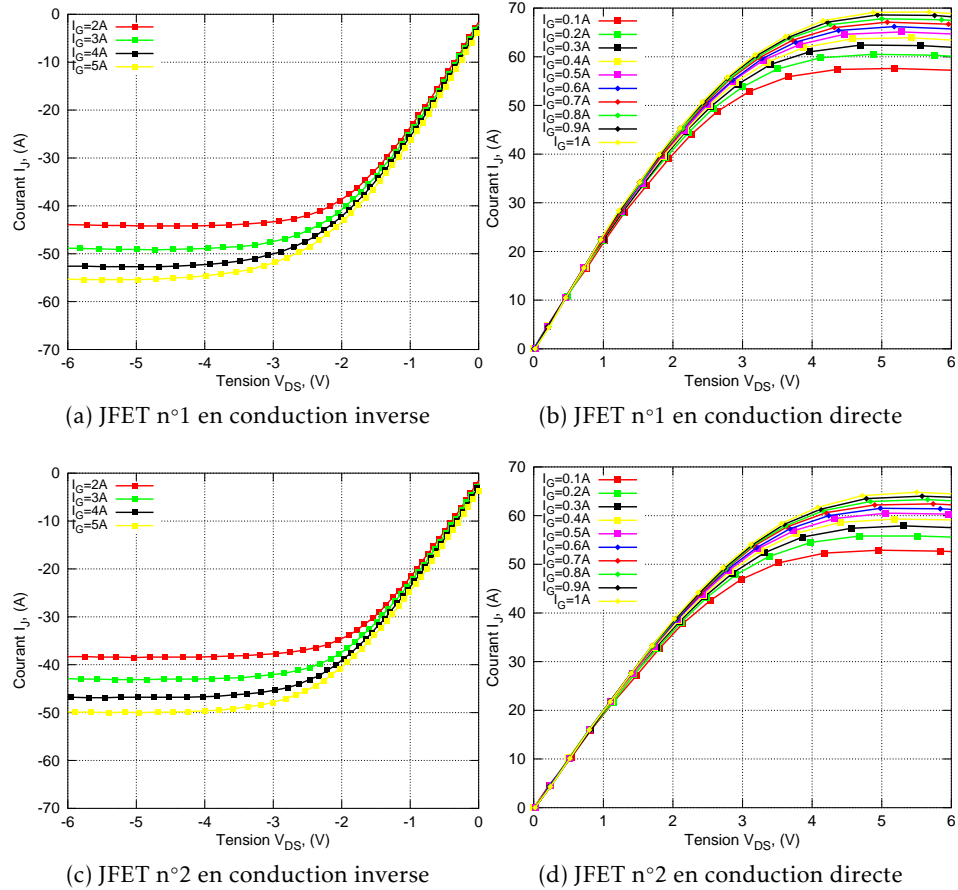 0
-10
-20
-30
-40
-50
-60
-70
Courant I_J, (A)
I_G=2A
I_G=3A
I_G=4A
I_G=5A
-6 -5 -4 -3 -2 -1 0
Tension V_DS, (V)
(a) JFET n°1 en conduction inverse
70
60
50
40
30
20
10
0
Courant I_J, (A)
I_G=0.1A
I_G=0.2A
I_G=0.3A
I_G=0.4A
I_G=0.5A
I_G=0.6A
I_G=0.7A
I_G=0.8A
I_G=0.9A
I_G=1A
0 1 2 3 4 5 6
Tension V_DS, (V)
(b) JFET n°1 en conduction directe
0
-10
-20
-30
-40
-50
-60
-70
Courant I_J, (A)
I_G=2A
I_G=3A
I_G=4A
I_G=5A
-6 -5 -4 -3 -2 -1 0
Tension V_DS, (V)
(c) JFET n°2 en conduction inverse
70
60
50
40
30
20
10
0
Courant I_J, (A)
I_G=0.1A
I_G=0.2A
I_G=0.3A
I_G=0.4A
I_G=0.5A
I_G=0.6A
I_G=0.7A
I_G=0.8A
I_G=0.9A
I_G=1A
0 1 2 3 4 5 6
Tension V_DS, (V)
(d) JFET n°2 en conduction directe